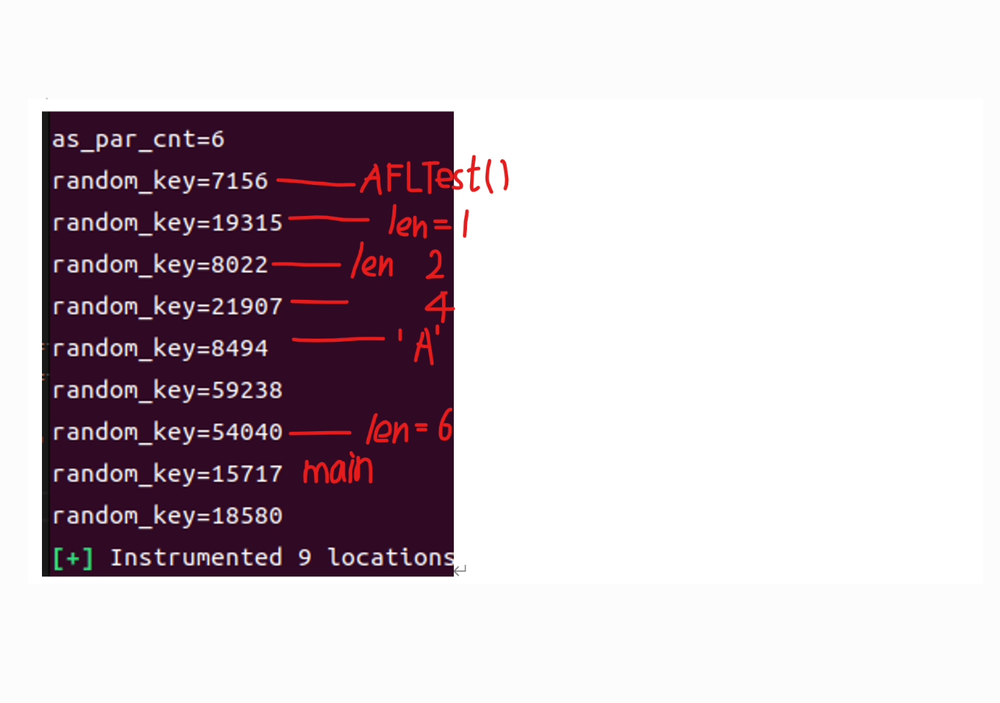 as_par_cnt=6
random_key=7156 AFLTest()
random_key=19315 len=1
random_key=8022 len 2
random_key=21907 4
random_key=8494 'A'
random_key=59238
random_key=54040 len=6
random_key=15717 main
random_key=18580
[+] Instrumented 9 locations